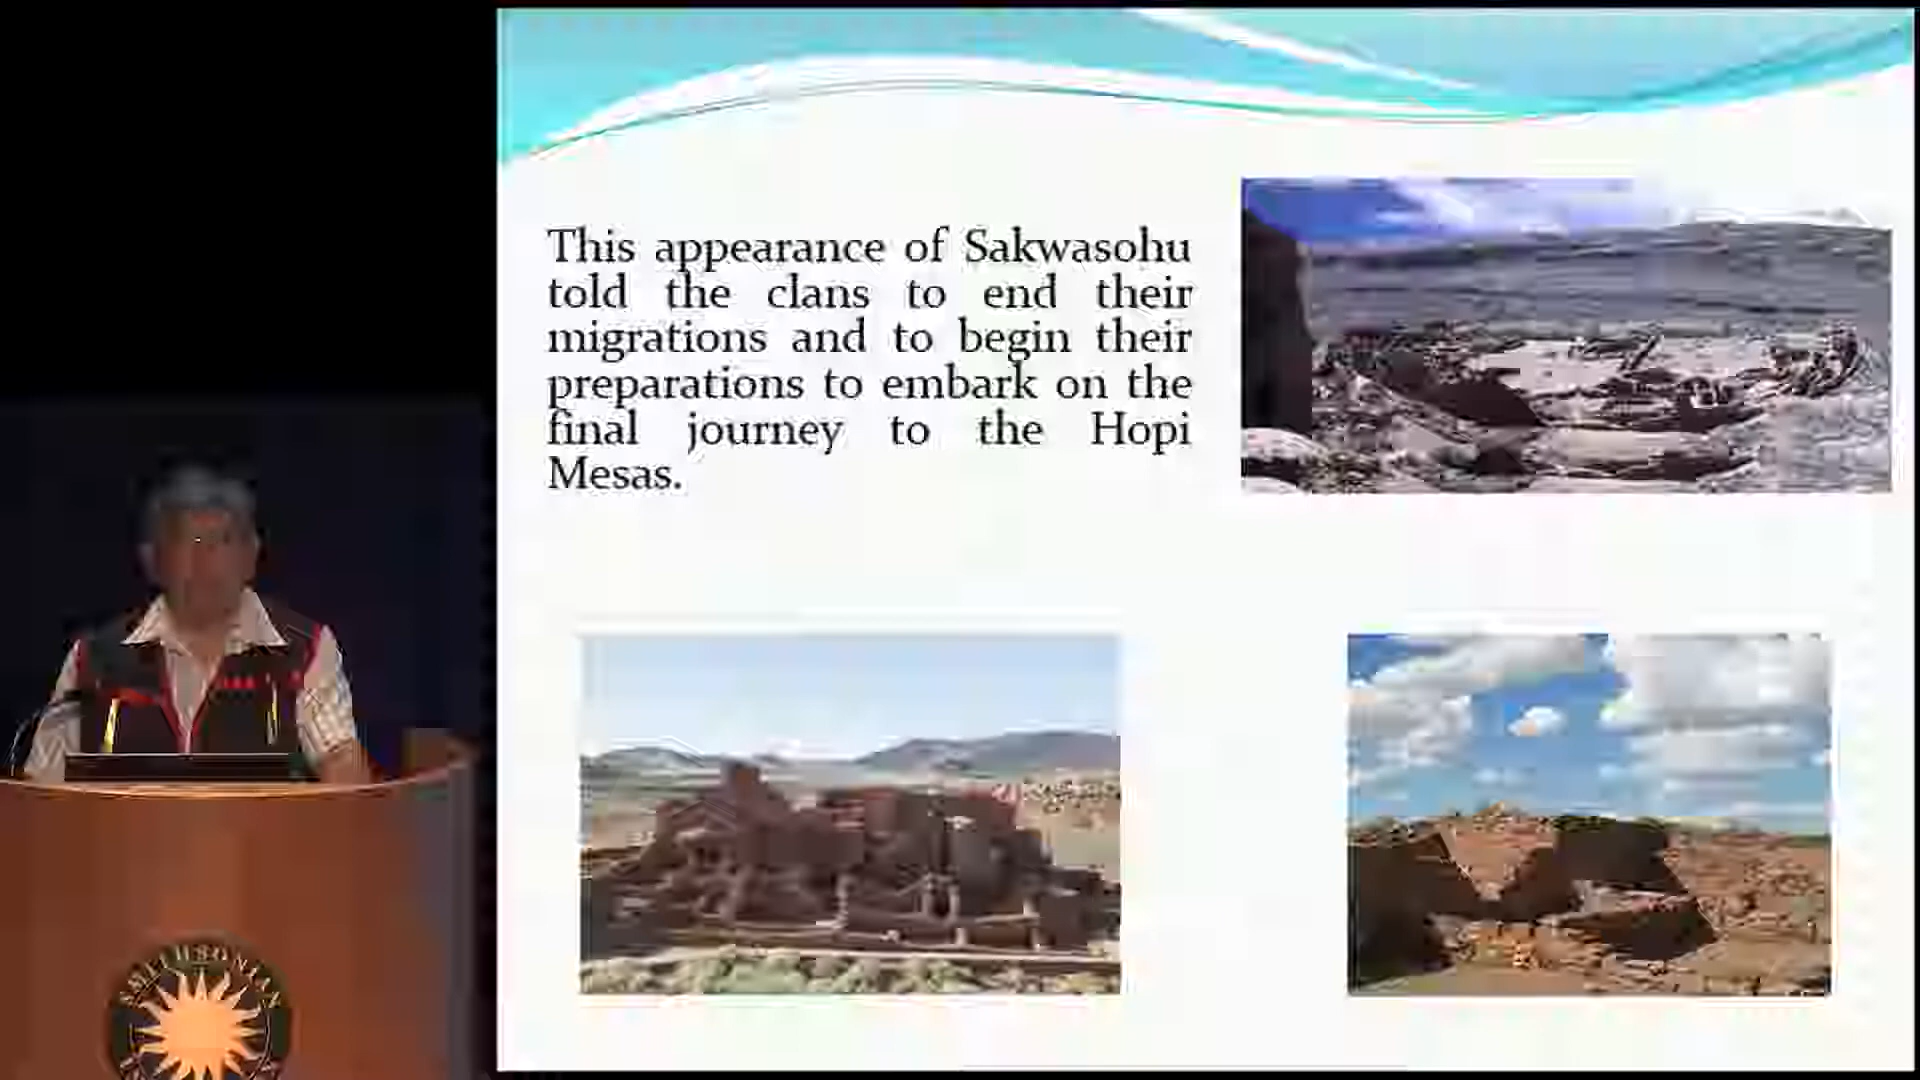 This appearance of Sakwasohu
told the clans to end their
migrations and to begin their
preparations to embark on the
final journey to the Hopi
Mesas.
SMITHSONIAN